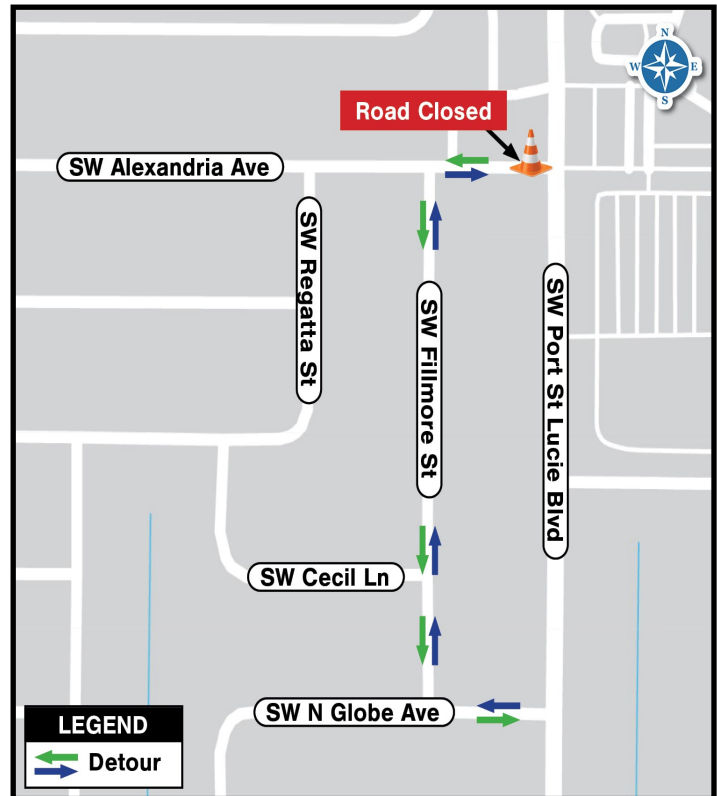 N
W E
S
Road Closed
SW Alexandria Ave
SW Regatta St
SW Fillmore St
SW Port St Lucie Blvd
SW Cecil Ln
SW N Globe Ave
LEGEND
Detour